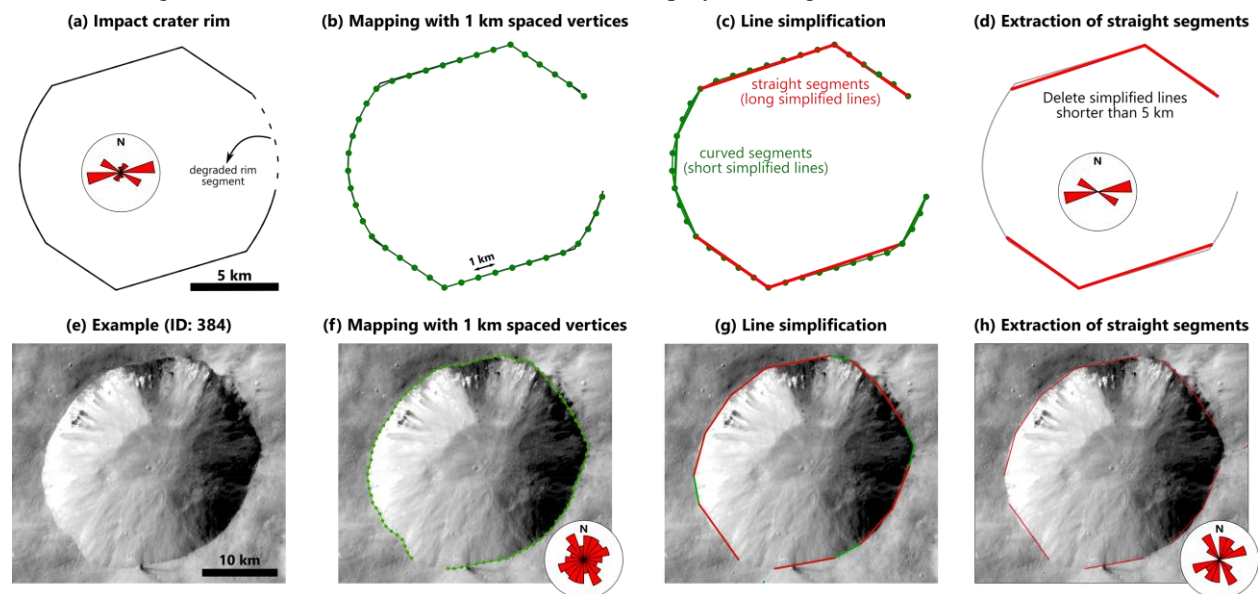 (a) Impact crater rim
(b) Mapping with 1 km spaced vertices
(c) Line simplification
(d) Extraction of straight segments
N
degraded rim
segment
5 km
1 km
straight segments
(long simplified lines)
curved segments
(short simplified lines)
Delete simplified lines
shorter than 5 km
N
(e) Example (ID: 384)
(f) Mapping with 1 km spaced vertices
(g) Line simplification
(h) Extraction of straight segments
10 km
N
N